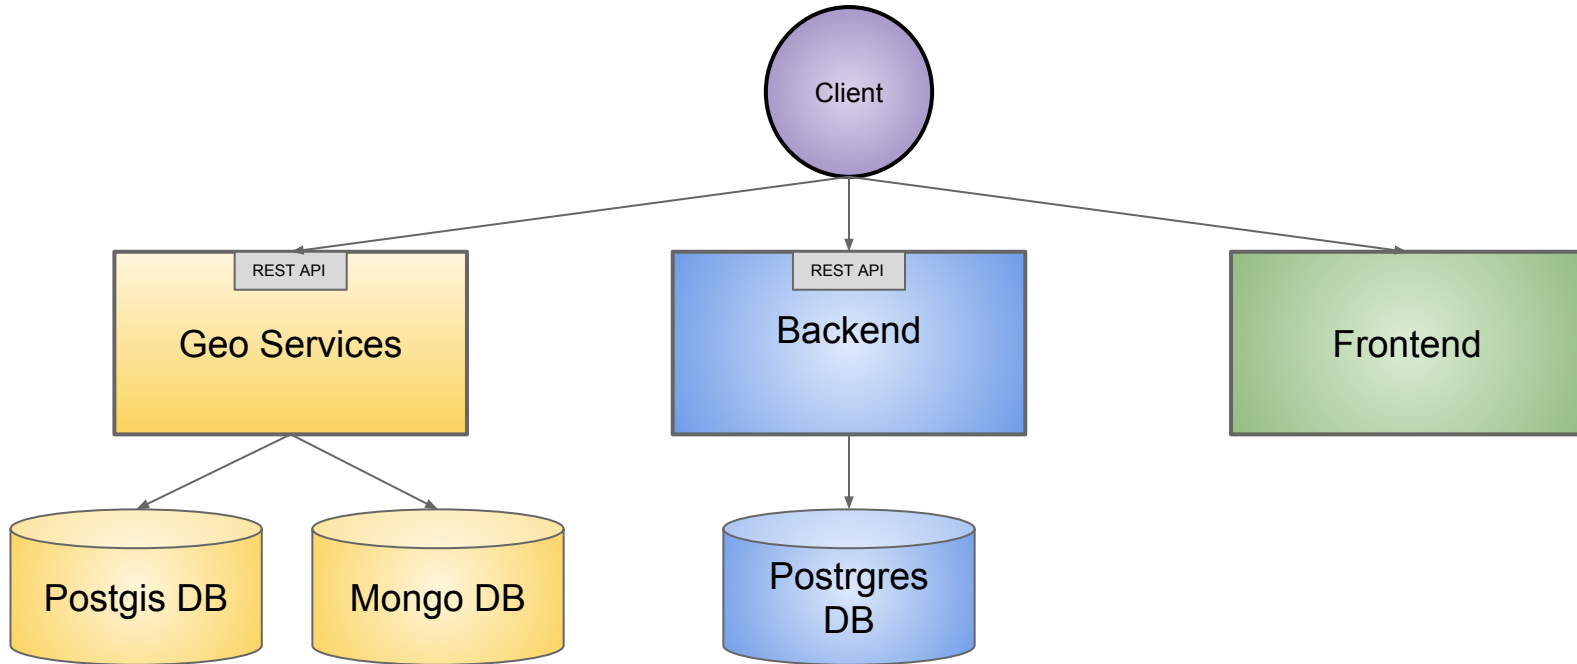 Client
REST API
REST API
Geo Services
Backend
Frontend
Postgis DB
Mongo DB
Postrgres
DB